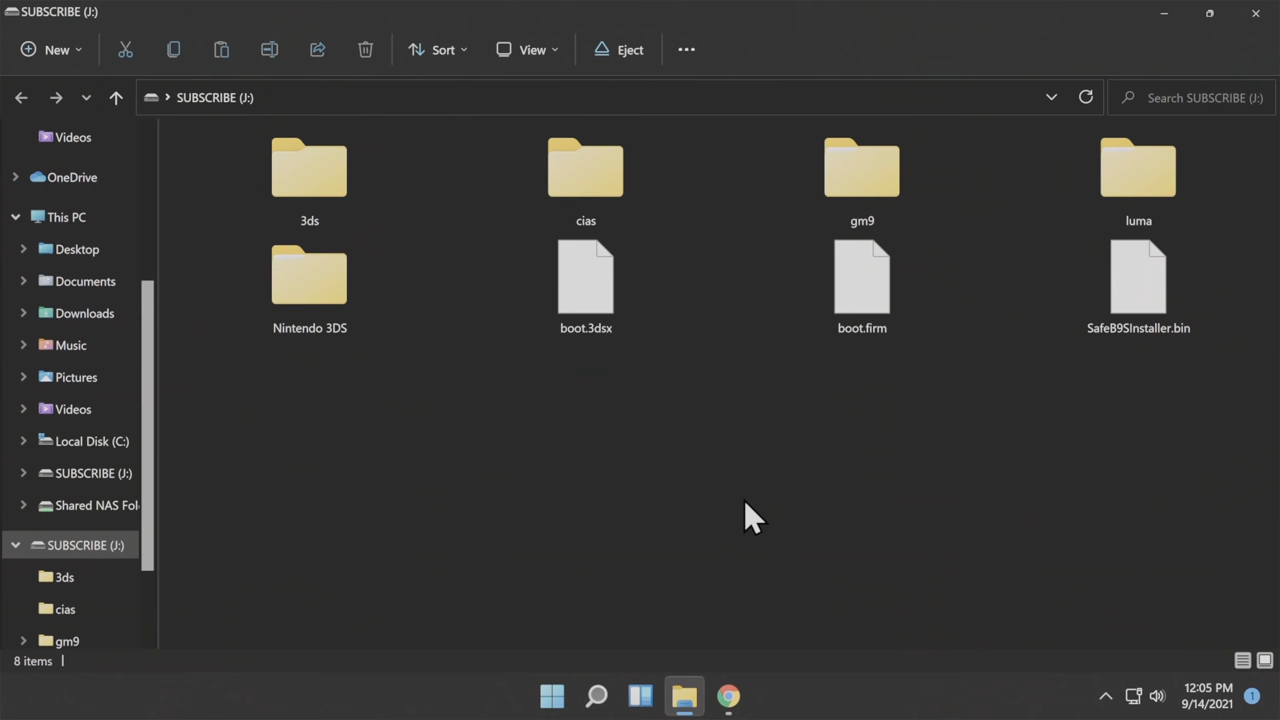 SUBSCRIBE (J:)
New
Sort
View
Eject
SUBSCRIBE (J:)
Search SUBSCRIBE (J:)
Videos
OneDrive
This PC
Desktop
Documents
Downloads
Music
Pictures
Videos
Local Disk (C:)
SUBSCRIBE (J:)
Shared NAS Fol
SUBSCRIBE (J:)
3ds
cias
gm9
3ds
cias
gm9
luma
Nintendo 3DS
boot.3dsx
boot.firm
SafeB9SInstaller.bin
8 items
12:05 PM
9/14/2021
1